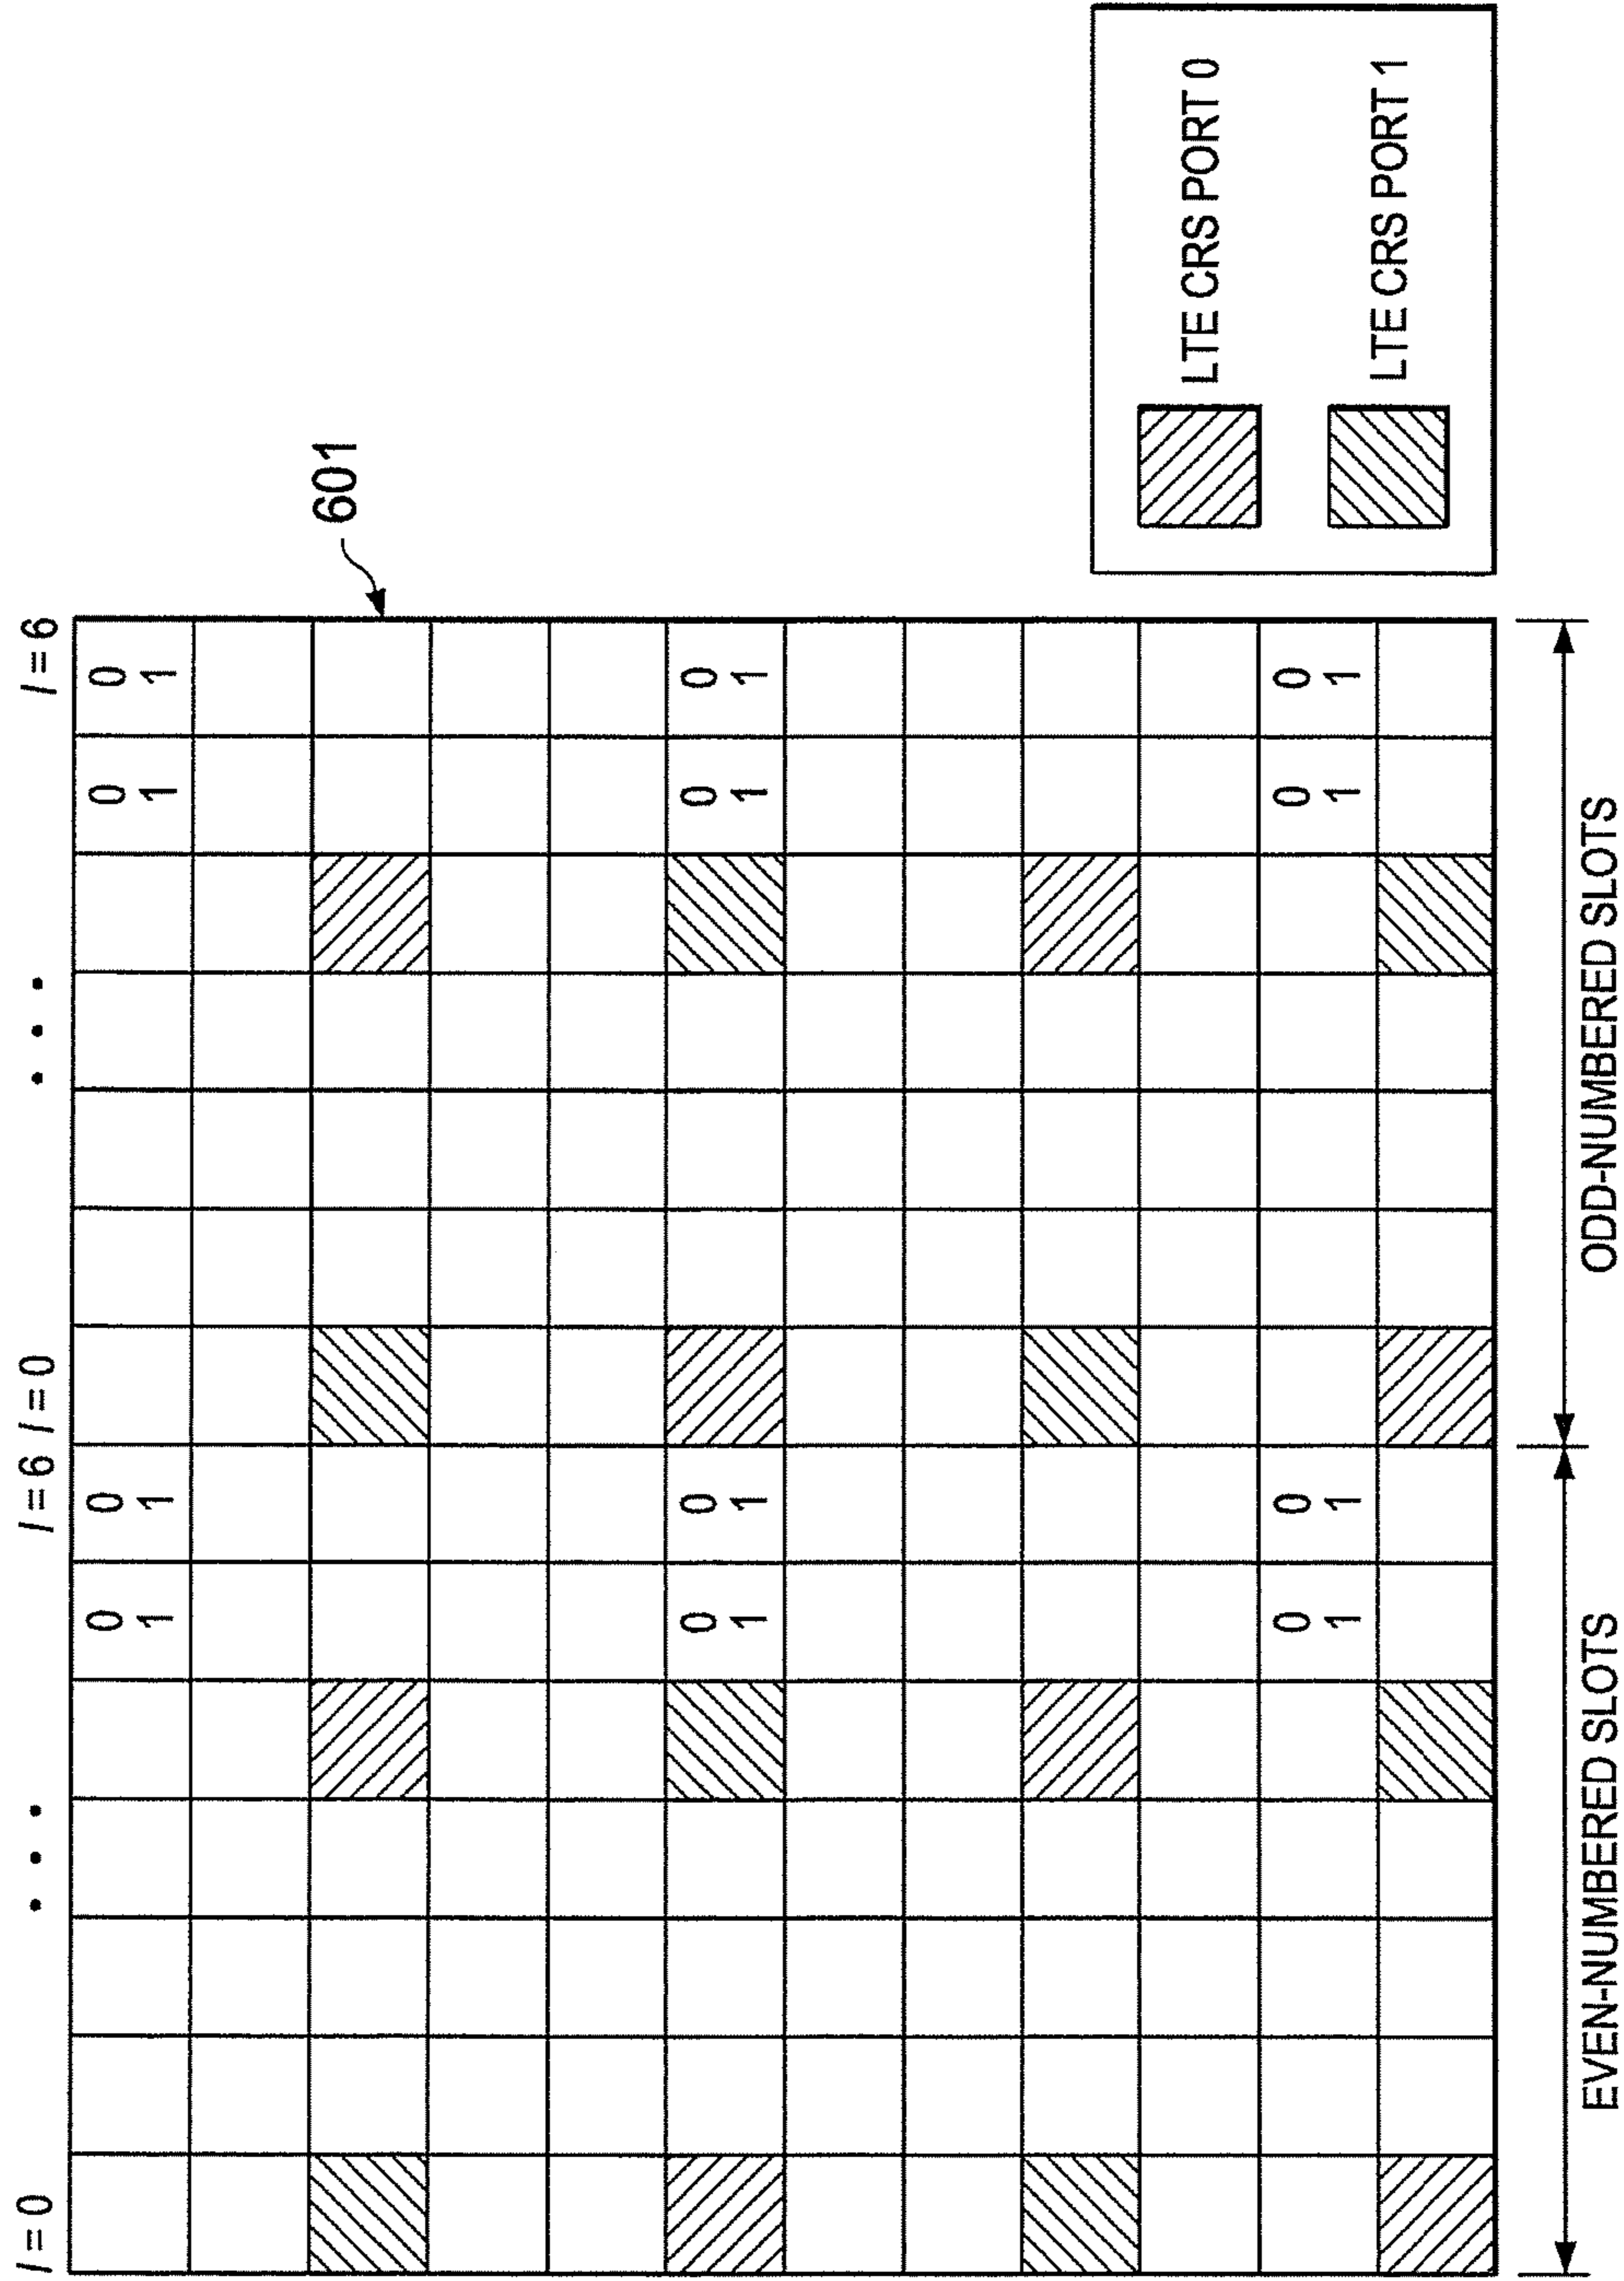 l = 0 • • • l = 6 l = 0 • • • l = 6
0 0 0 0
1 1 1 1
601
0 0 0 0
1 1 1 1
0 0 0 0
1 1 1 1
EVEN-NUMBERED SLOTS
ODD-NUMBERED SLOTS
LTE CRS PORT 0
LTE CRS PORT 1